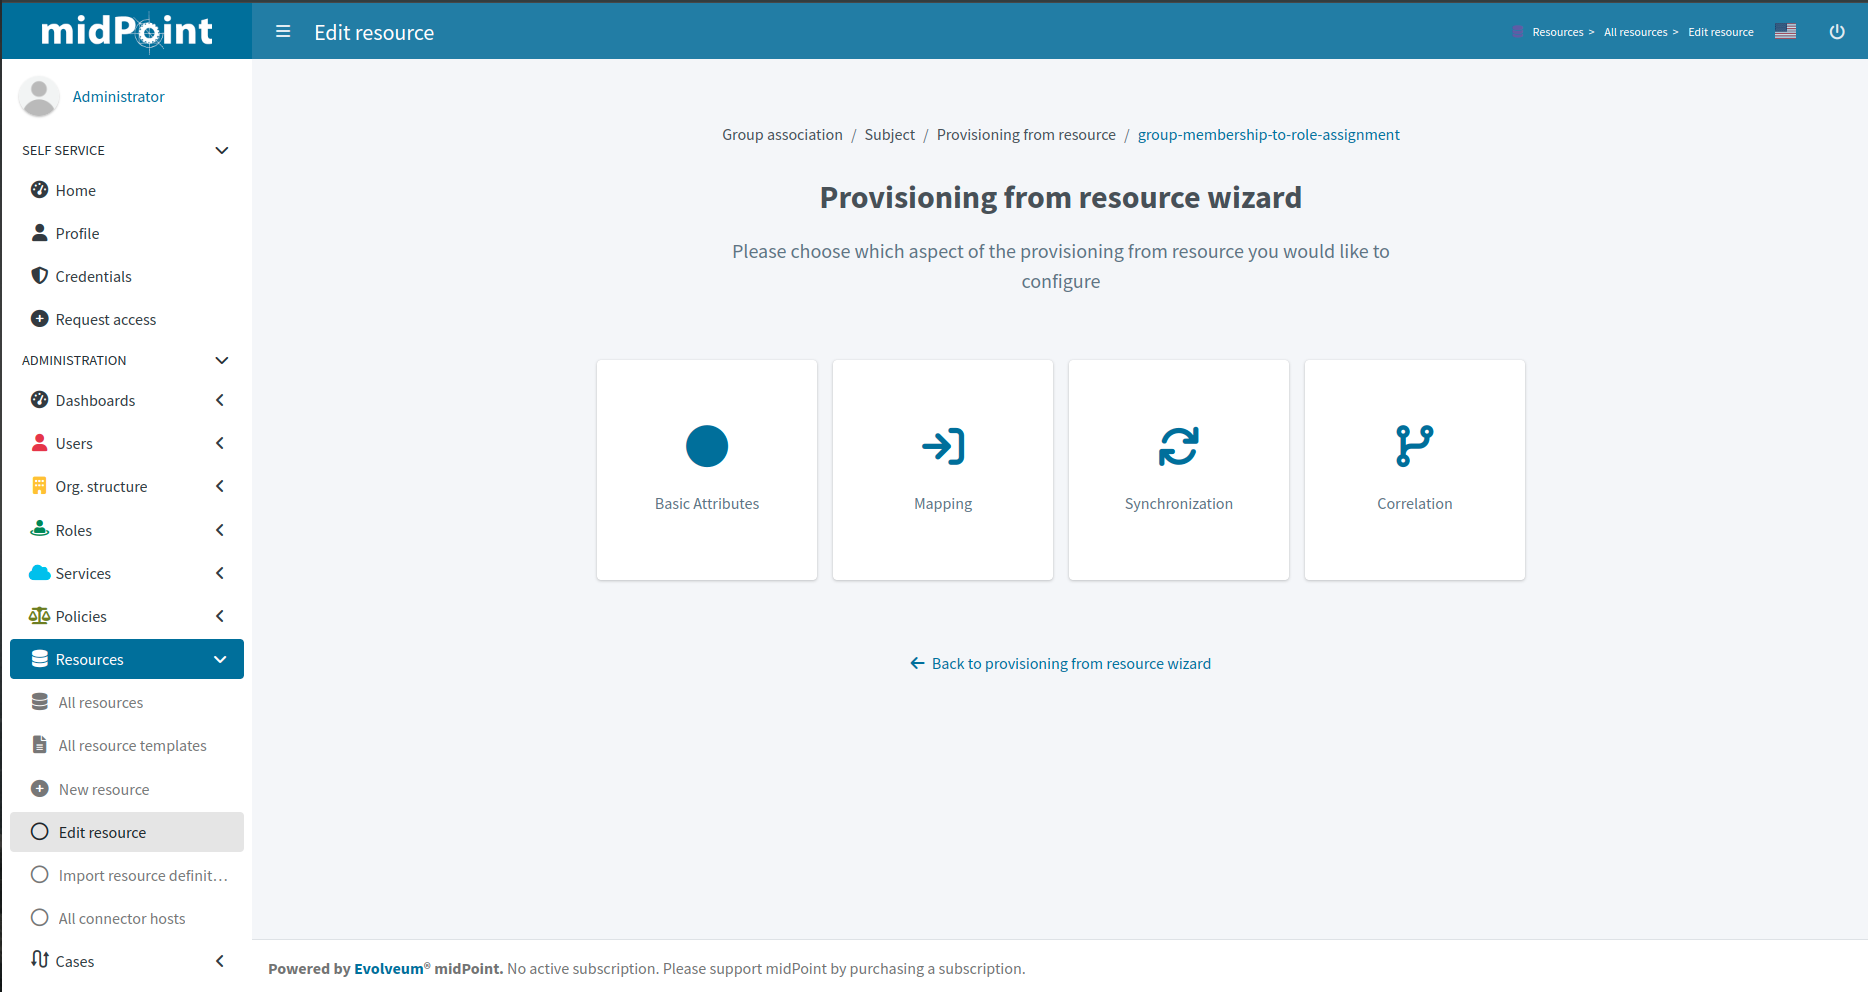 midPoint
Edit resource
Resources > All resources > Edit resource
Administrator
SELF SERVICE
Home
Profile
Credentials
Request access
ADMINISTRATION
Dashboards
Users
Org. structure
Roles
Services
Policies
Resources
All resources
All resource templates
New resource
Edit resource
Import resource definit...
All connector hosts
Cases
Group association / Subject / Provisioning from resource / group-membership-to-role-assignment
Provisioning from resource wizard
Please choose which aspect of the provisioning from resource you would like to
configure
Basic Attributes
Mapping
Synchronization
Correlation
Back to provisioning from resource wizard
Powered by Evolveum® midPoint. No active subscription. Please support midPoint by purchasing a subscription.